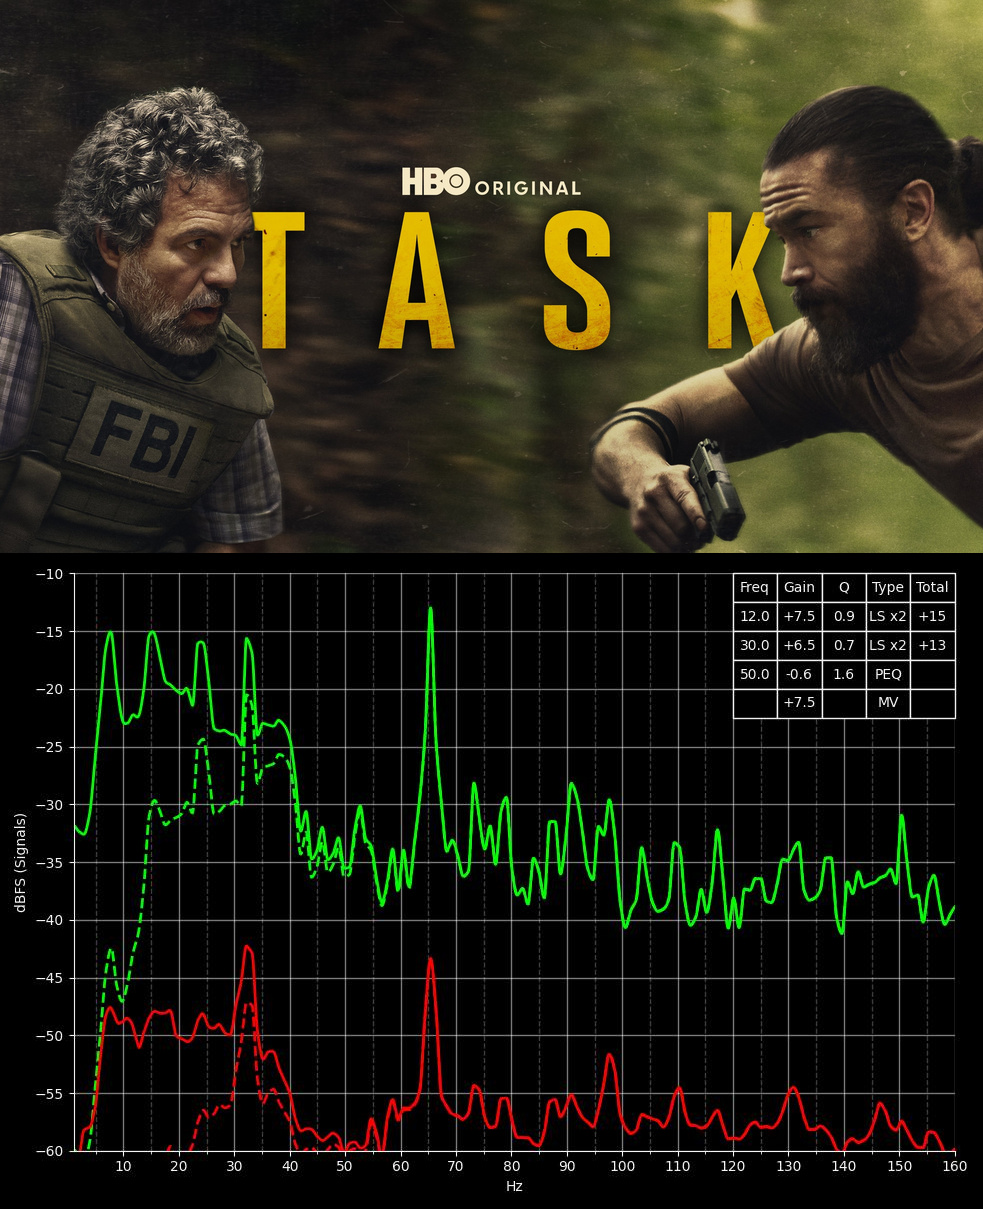 HBO ORIGINAL
TASK
FBI
Freq Gain Q Type Total
12.0 +7.5 0.9 LS x2 +15
30.0 +6.5 0.7 LS x2 +13
50.0 -0.6 1.6 PEQ
+7.5 MV
dBFS (Signals)
−10
−15
−20
−25
−30
−35
−40
−45
−50
−55
−60
10 20 30 40 50 60 70 80 90 100 110 120 130 140 150 160
Hz